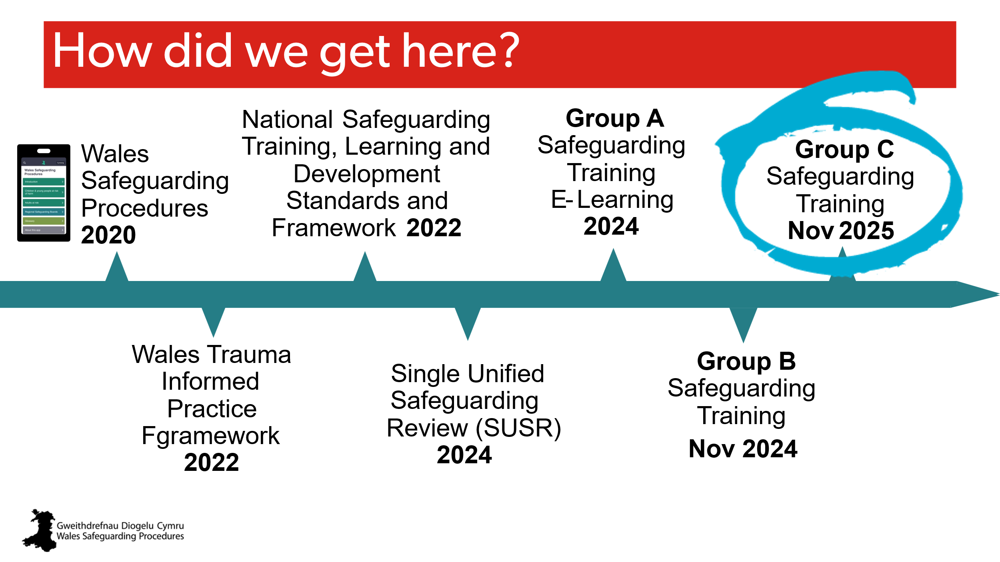 How did we get here?
Wales
Safeguarding
Procedures
2020
Cymraeg
Wales Safeguarding
Procedures
Introduction
Children & young people at risk
of harm
Adults at risk
Regional Safeguarding Boards
Glossary
About this app
National Safeguarding
Training, Learning and
Development
Standards and
Framework 2022
Group A
Safeguarding
Training
E-Learning
2024
Group C
Safeguarding
Training
Nov 2025
Wales Trauma
Informed
Practice
Fgramework
2022
Single Unified
Safeguarding
Review (SUSR)
2024
Group B
Safeguarding
Training
Nov 2024
Gweithdrefnau Diogelu Cymru
Wales Safeguarding Procedures